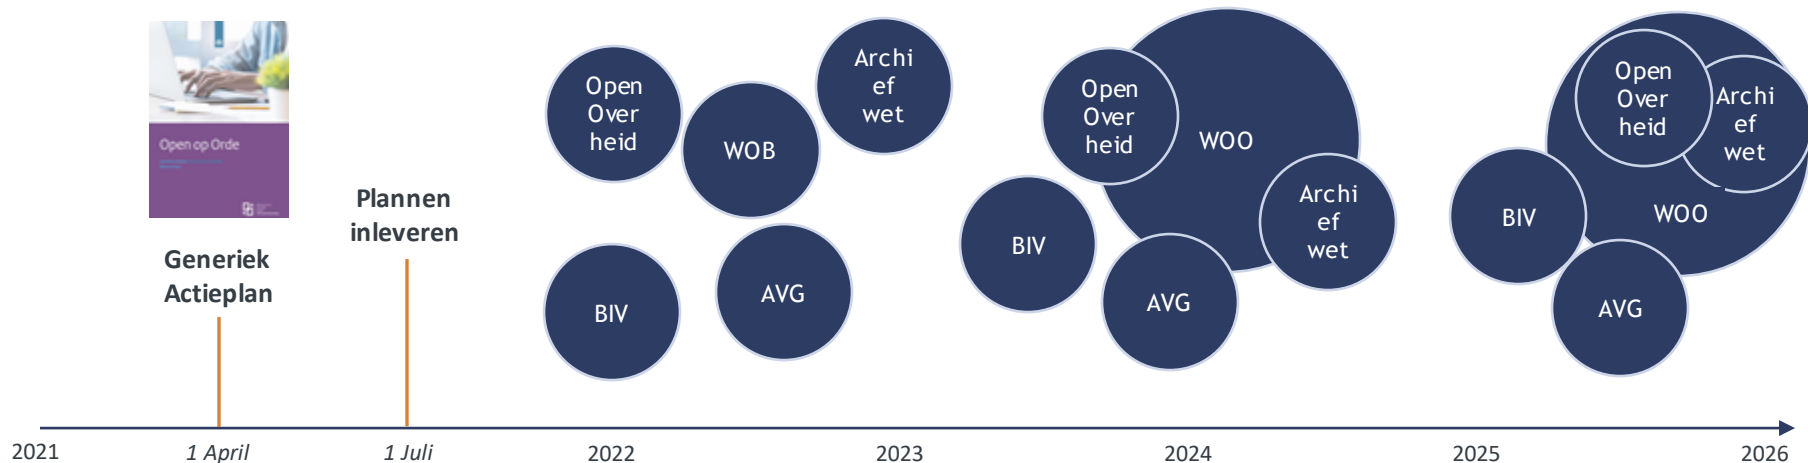 Open op Orde
Generiek
Actieplan
Plannen
inleveren
Open
Over
heid
WOB
Archi
ef
wet
BIV
AVG
Open
Over
heid
WOO
Archi
ef
wet
BIV
AVG
Open
Over
heid
Archi
ef
wet
WOO
BIV
AVG
2021
1 April
1 Juli
2022
2023
2024
2025
2026